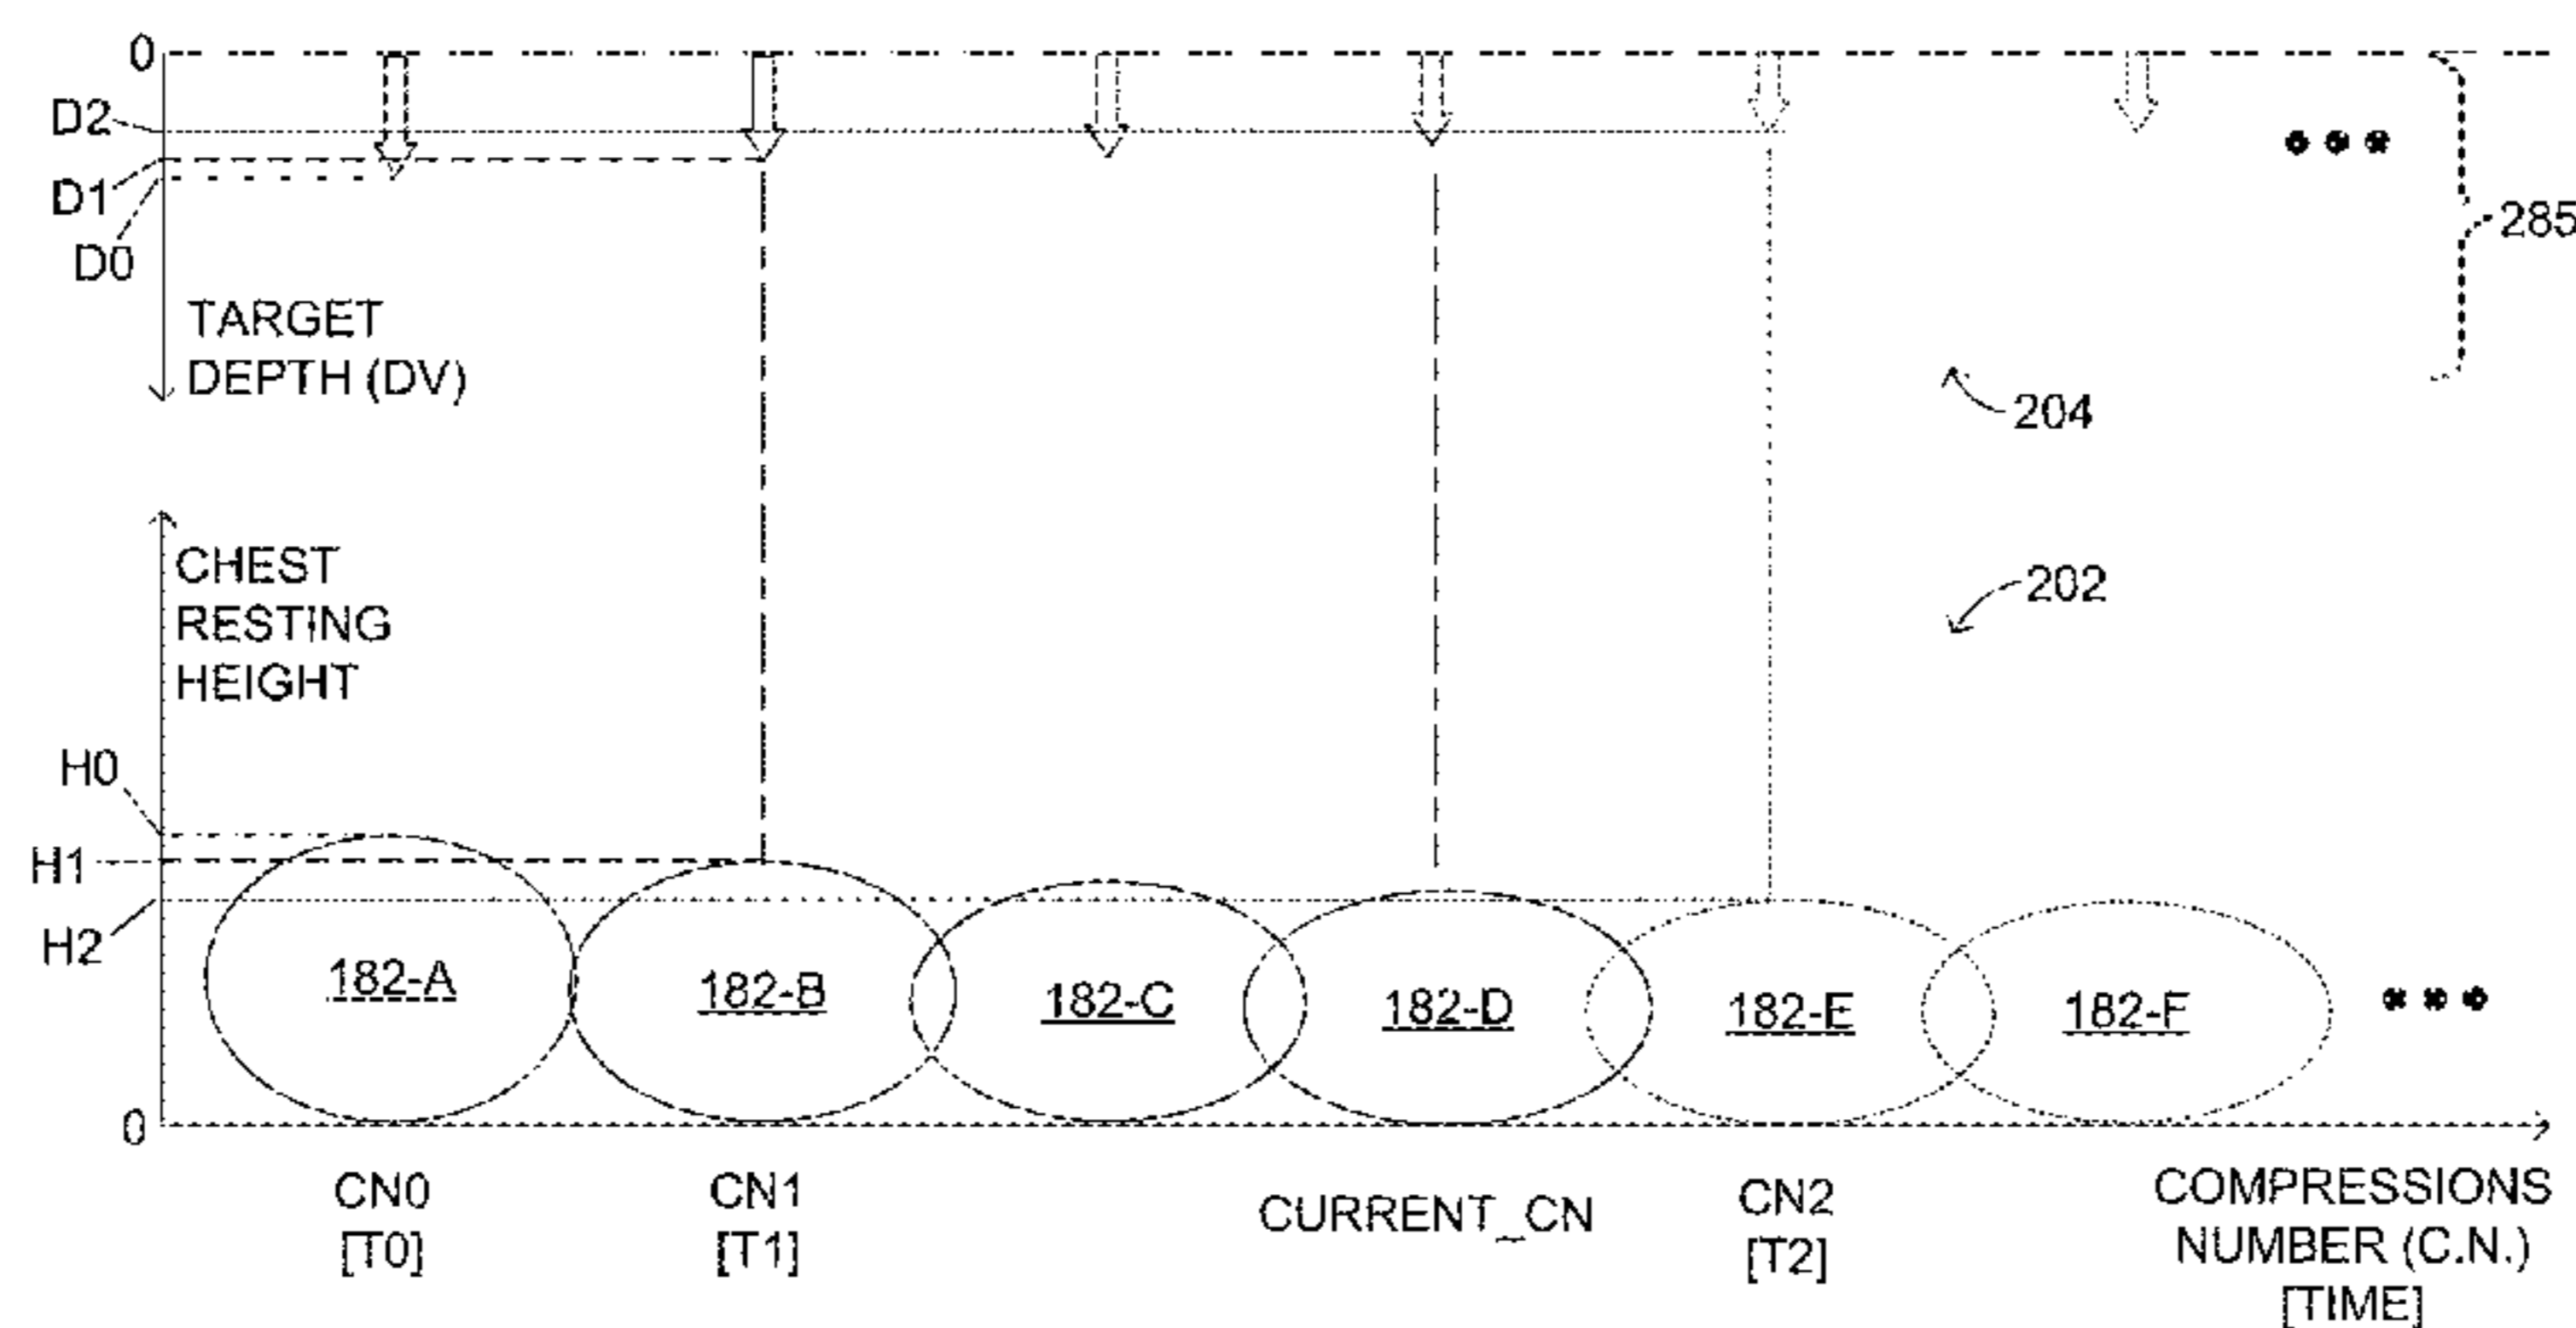 0
D2
D1
D0
285
TARGET
DEPTH (DV)
204
CHEST
RESTING
HEIGHT
202
H0
H1
H2
182-A
182-B
182-C
182-D
182-E
182-F
0
CN0
[T0]
CN1
[T1]
CURRENT_CN
CN2
[T2]
COMPRESSIONS
NUMBER (C.N.)
[TIME]